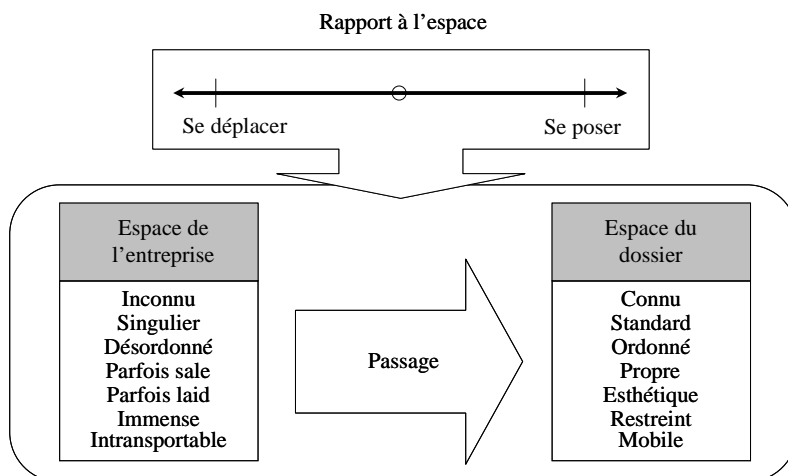 Rapport à l’espace
Se déplacer
Se poser
Espace de
l’entreprise
Inconnu
Singulier
Désordonné
Parfois sale
Parfois laid
Immense
Intransportable
Passage
Espace du
dossier
Connu
Standard
Ordonné
Propre
Esthétique
Restreint
Mobile